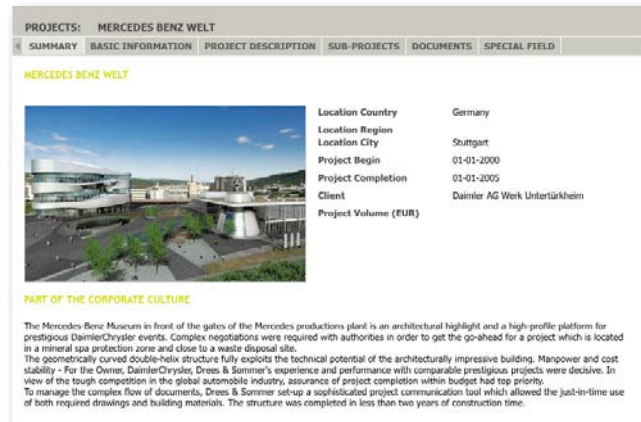 PROJECTS: MERCEDES BENZ WELT
SUMMARY BASIC INFORMATION PROJECT DESCRIPTION SUB-PROJECTS DOCUMENTS SPECIAL FIELD
MERCEDES BENZ WELT
Location Country Germany
Location Region
Location City Stuttgart
Project Begin 01-01-2000
Project Completion 01-01-2005
Client Daimler AG Werk Untertürkheim
Project Volume (EUR)
PART OF THE CORPORATE CULTURE
The Mercedes-Benz Museum in front of the gates of the Mercedes productions plant is an architectural highlight and a high-profile platform for
prestigious DaimlerChrysler events. Complex negotiations were required with authorities in order to get the go-ahead for a project which is located
in a mineral spa protection zone and close to a waste disposal site.
The geometrically curved double-helix structure fully exploits the technical potential of the architecturally impressive building. Manpower and cost
stability - For the Owner, DaimlerChrysler, Drees & Sommer's experience and performance with comparable prestigious projects were decisive. In
view of the tough competition in the global automobile industry, assurance of project completion within budget had top priority.
To manage the complex flow of documents, Drees & Sommer set-up a sophisticated project communication tool which allowed the just-in-time use
of both required drawings and building materials. The structure was completed in less than two years of construction time.